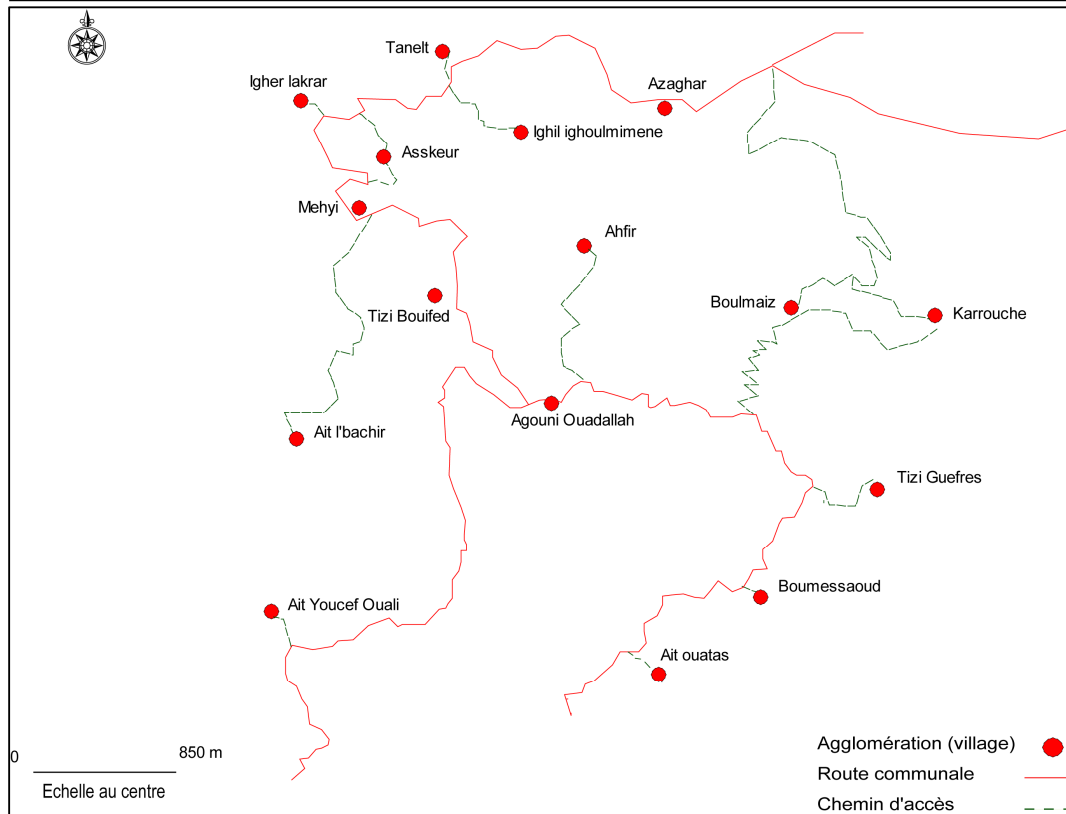 Tanelt
Igher lakrar
Azaghar
Ighil ighoulmimene
Asskeur
Mehyi
Ahfir
Boulmaiz
Karrouche
Tizi Bouifed
Agouni Ouadallah
Ait l'bachir
Tizi Guefres
Boumessaoud
Ait Youcef Ouali
Ait ouatas
0 850 m
Echelle au centre
Agglomération (village)
Route communale
Chemin d'accès